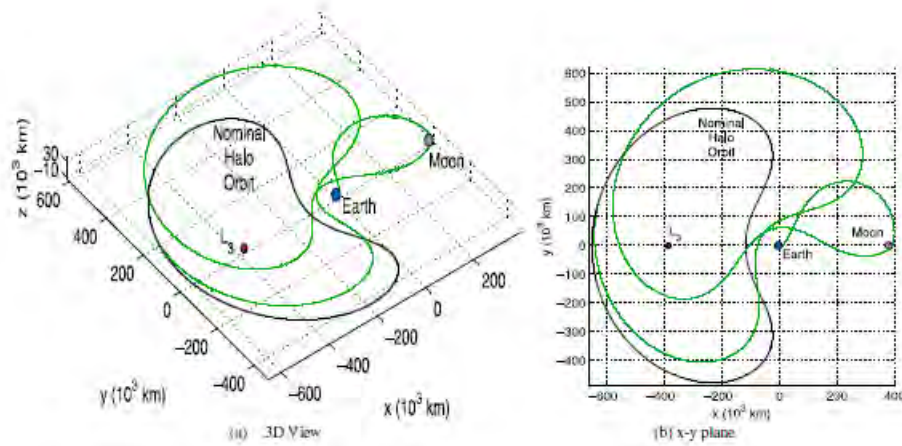 z (10³ km)
30
−10
600
400
200
0
−200
−400
y (10³ km)
−600
−400
−200
0
200
x (10³ km)
Nominal
Halo
Orbit
L₃
Earth
Moon
(a) 3D View
y (10³ km)
600
500
400
300
200
100
0
−100
−200
−300
−400
−600
−400
−200
0
200
400
x (10³ km)
Nominal
Halo
Orbit
L₃
Earth
Moon
(b) x-y plane